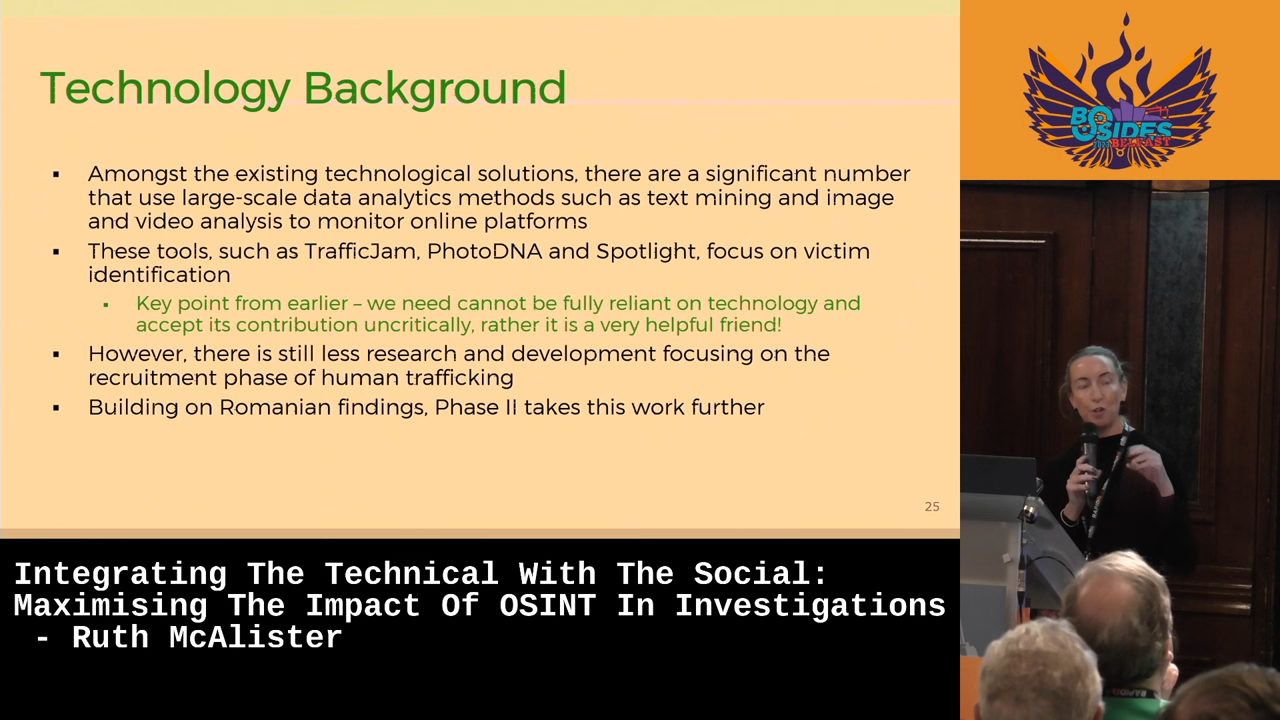 Technology Background
▪ Amongst the existing technological solutions, there are a significant number
that use large-scale data analytics methods such as text mining and image
and video analysis to monitor online platforms
▪ These tools, such as TrafficJam, PhotoDNA and Spotlight, focus on victim
identification
▪ Key point from earlier – we need cannot be fully reliant on technology and
accept its contribution uncritically, rather it is a very helpful friend!
▪ However, there is still less research and development focusing on the
recruitment phase of human trafficking
▪ Building on Romanian findings, Phase II takes this work further
25
BSIDES
BELFAST
Integrating The Technical With The Social:
Maximising The Impact Of OSINT In Investigations
- Ruth McAlister